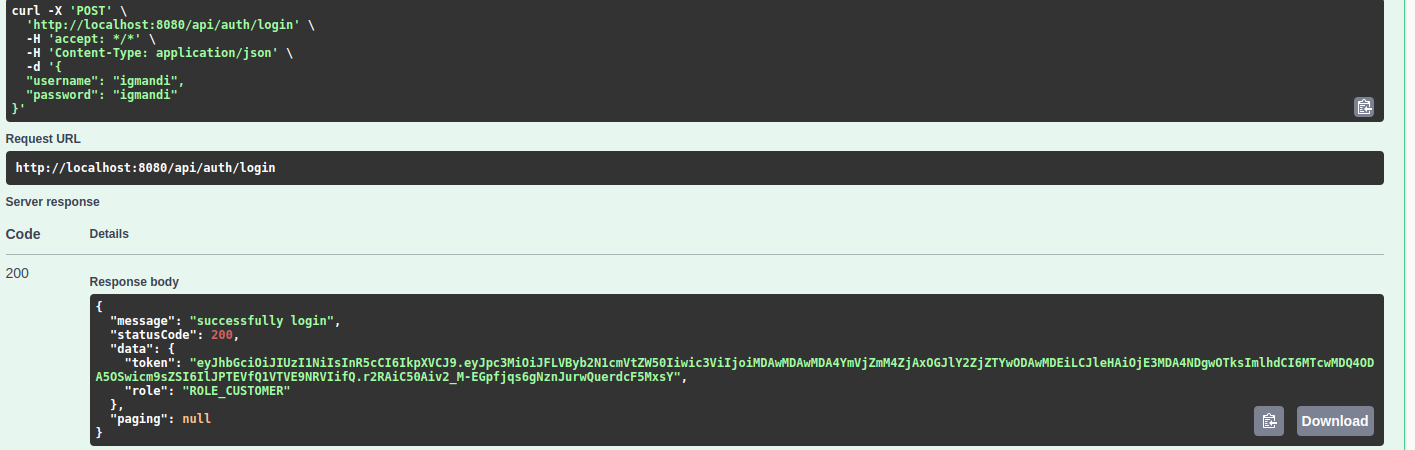 curl -X 'POST' \
  'http://localhost:8080/api/auth/login' \
  -H 'accept: */*' \
  -H 'Content-Type: application/json' \
  -d '{
  "username": "igmandi",
  "password": "igmandi"
}'
Request URL
http://localhost:8080/api/auth/login
Server response
Code Details
200
Response body
{
  "message": "successfully login",
  "statusCode": 200,
  "data": {
    "token": "eyJhbGciOiJIUzI1NiIsInR5cCI6IkpXVCJ9.eyJpc3MiOiJFLVByb2N1cmVtZW50Iiwic3ViIjoiMDAwMDAwMDA4YmVjZmM4ZjAxOGJlY2ZjZTYwODAwMDEiLCJleHAiOjE3MDA4NDgwOTksImlhdCI6MTcwMDQ4OD
A5OSwicm9sZSI6IlJPTEVfQ1VTVE9NRVIifQ.r2RAiC50Aiv2_M-EGpfjqs6gNznJurwQuerdcF5MxsY",
    "role": "ROLE_CUSTOMER"
  },
  "paging": null
}
Download